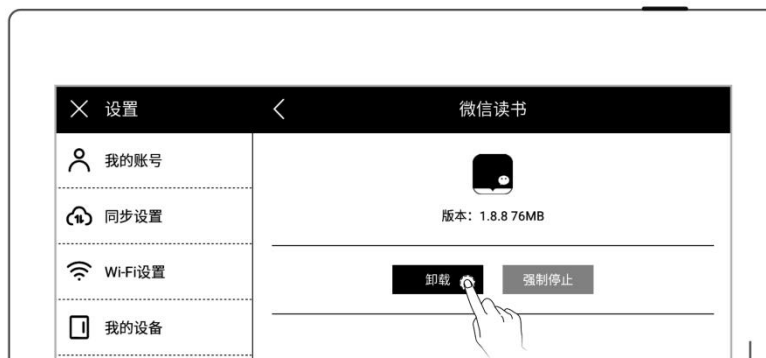 设置
微信读书
我的账号
同步设置
Wi-Fi设置
我的设备
版本：1.8.8 76MB
卸载
强制停止